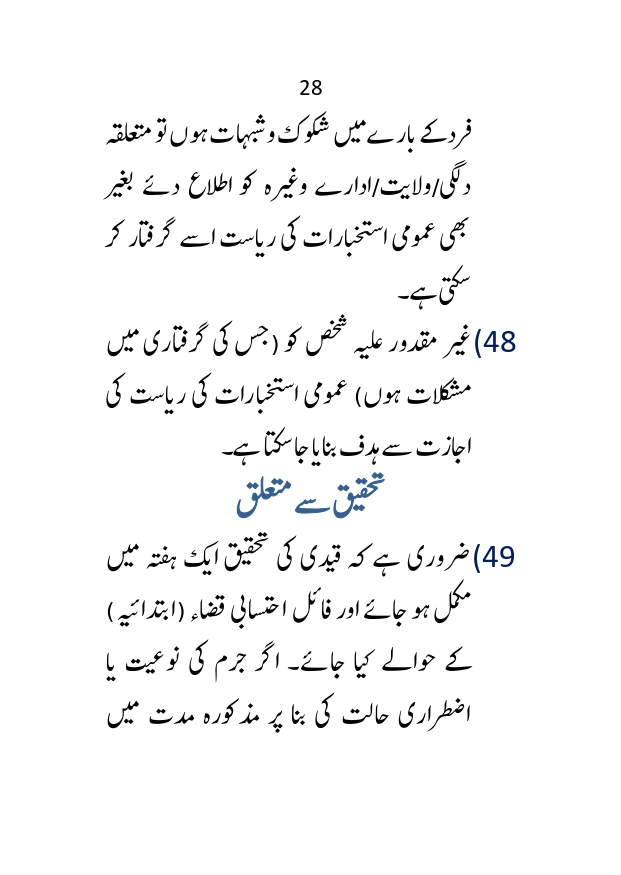 28
فرد کے بارے میں شکوک و شبہات ہوں تو متعلقہ
دلگی/ولایت/ادارے وغیرہ کو اطلاع دئے بغیر
بھی عمومی استخبارات کی ریاست اسے گرفتار کر
سکتی ہے۔
48) غیر مقدور علیہ شخص کو (جس کی گرفتاری میں
مشکلات ہوں) عمومی استخبارات کی ریاست کی
اجازت سے ہدف بنایا جاسکتا ہے۔
تحقیق سے متعلق
49) ضروری ہے کہ قیدی کی تحقیق ایک ہفتہ میں
مکمل ہو جائے اور فائل احتسابی قضاء (ابتدائیہ)
کے حوالے کیا جائے۔ اگر جرم کی نوعیت یا
اضطراری حالت کی بنا پر مذکورہ مدت میں